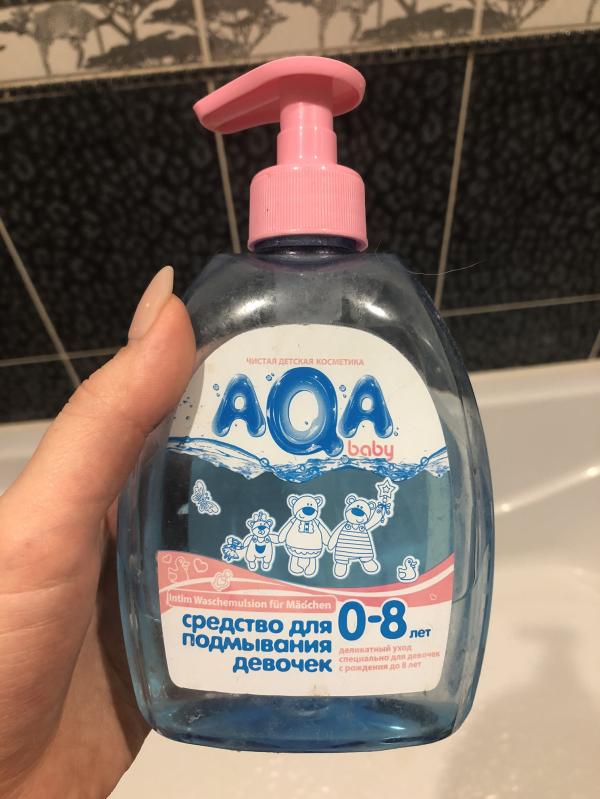 ЧИСТАЯ ДЕТСКАЯ КОСМЕТИКА
AQA
baby
Intim Waschemulsion für Mädchen
средство для
подмывания
девочек
0-8 лет
деликатный уход
специально для девочек
с рождения до 8 лет